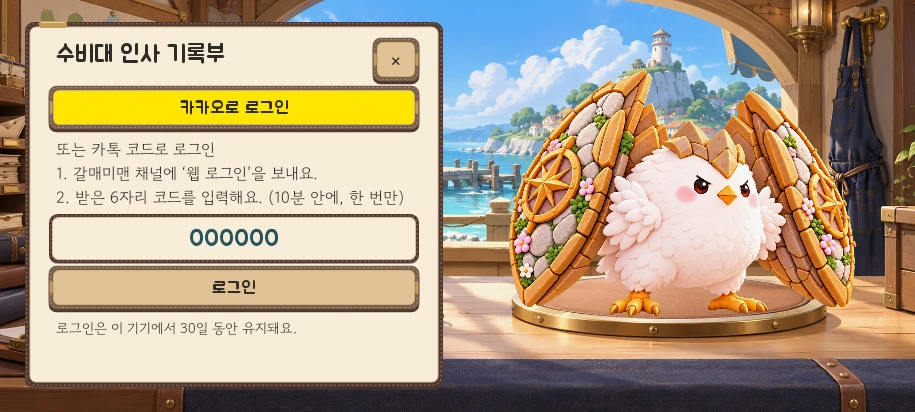 수비대 인사 기록부
×
카카오로 로그인
또는 카톡 코드로 로그인
1. 갈매미맨 채널에 '웹 로그인'을 보내요.
2. 받은 6자리 코드를 입력해요. (10분 안에, 한 번만)
000000
로그인
로그인은 이 기기에서 30일 동안 유지돼요.